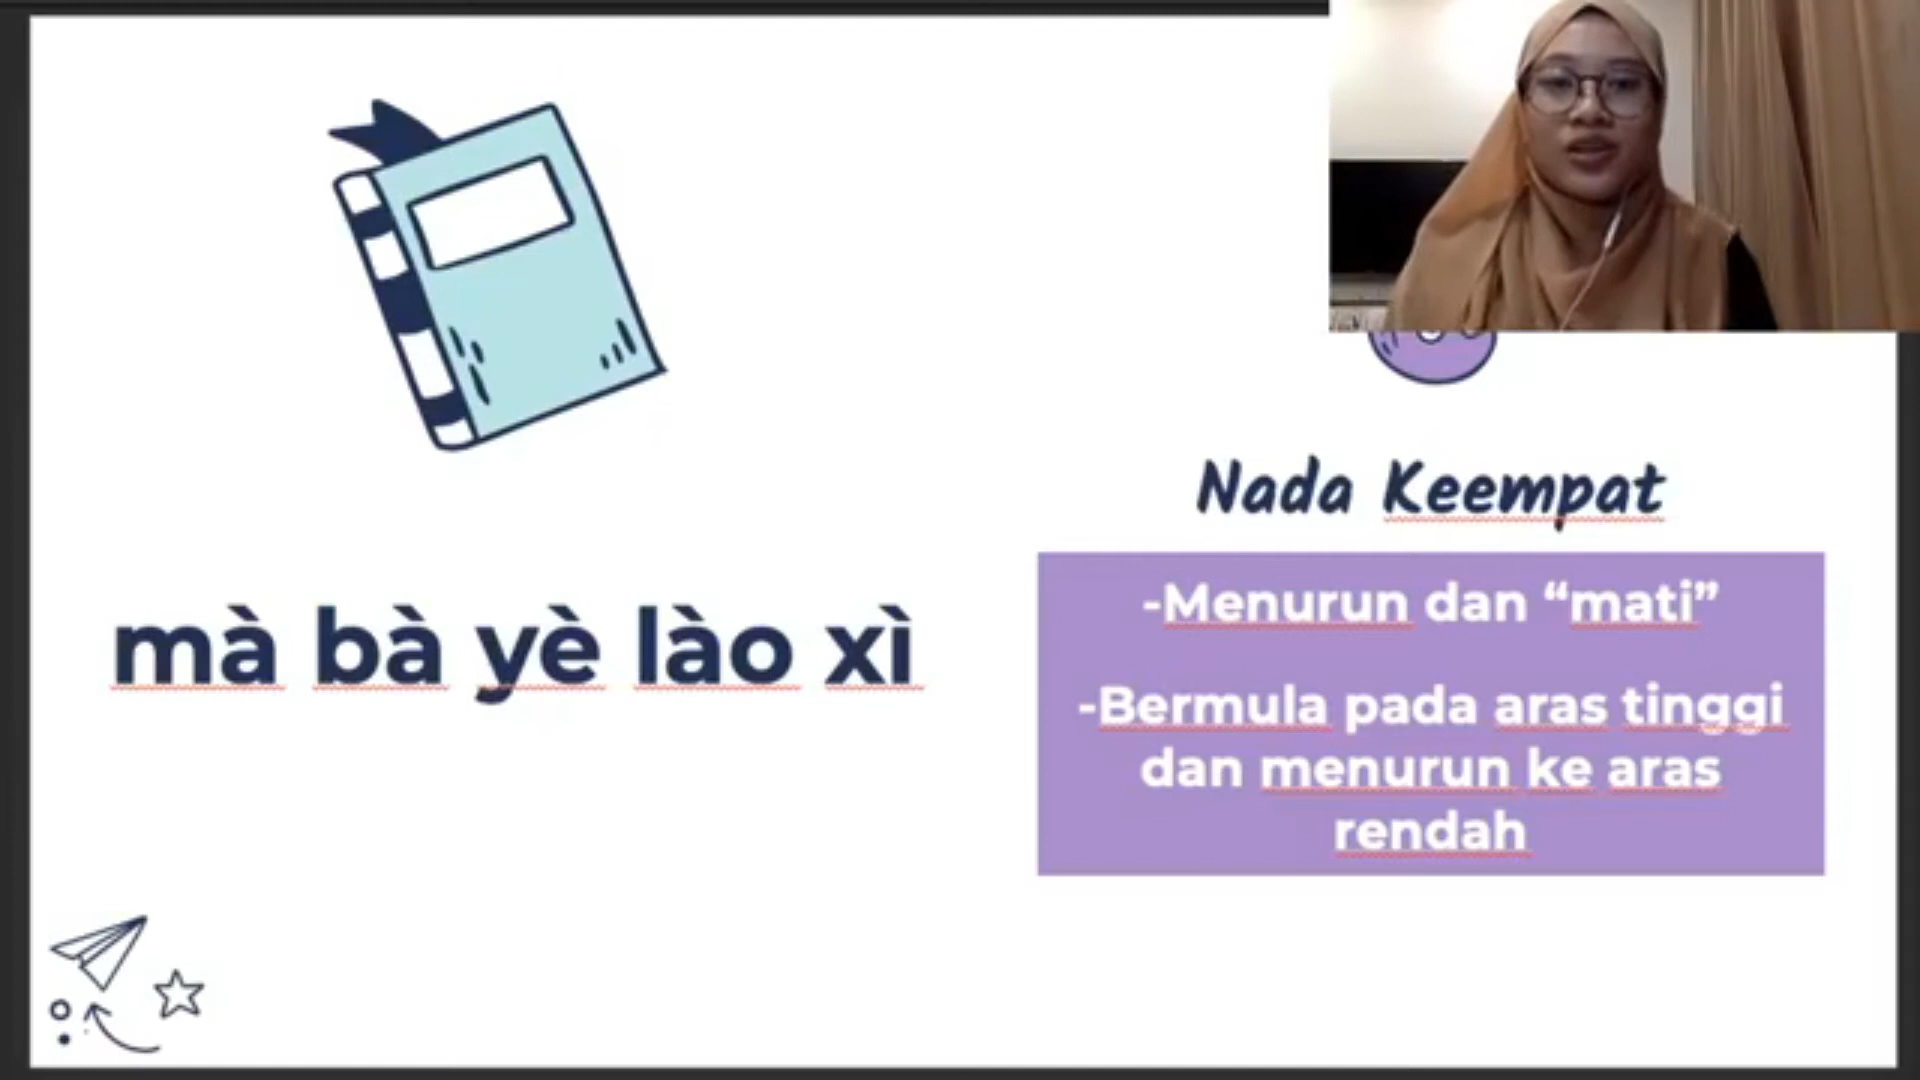 mà bà yè lào xì
Nada Keempat
-Menurun dan “mati”
-Bermula pada aras tinggi
dan menurun ke aras
rendah